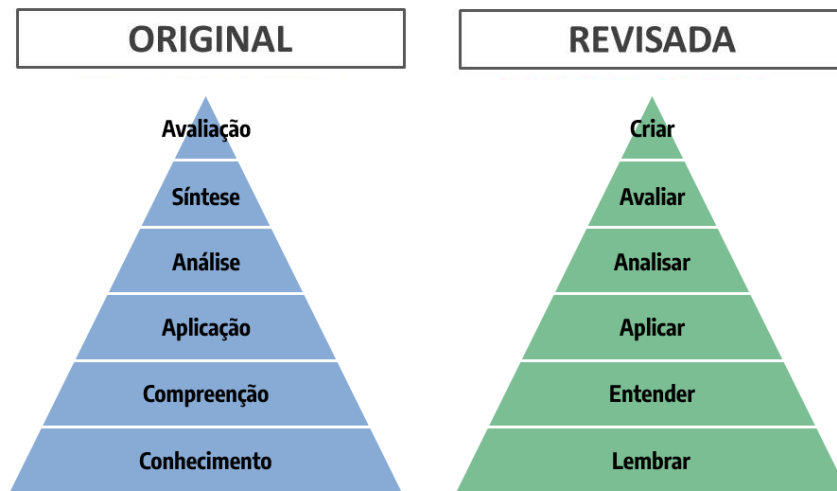 ORIGINAL
Avaliação
Síntese
Análise
Aplicação
Compreenção
Conhecimento
REVISADA
Criar
Avaliar
Analisar
Aplicar
Entender
Lembrar